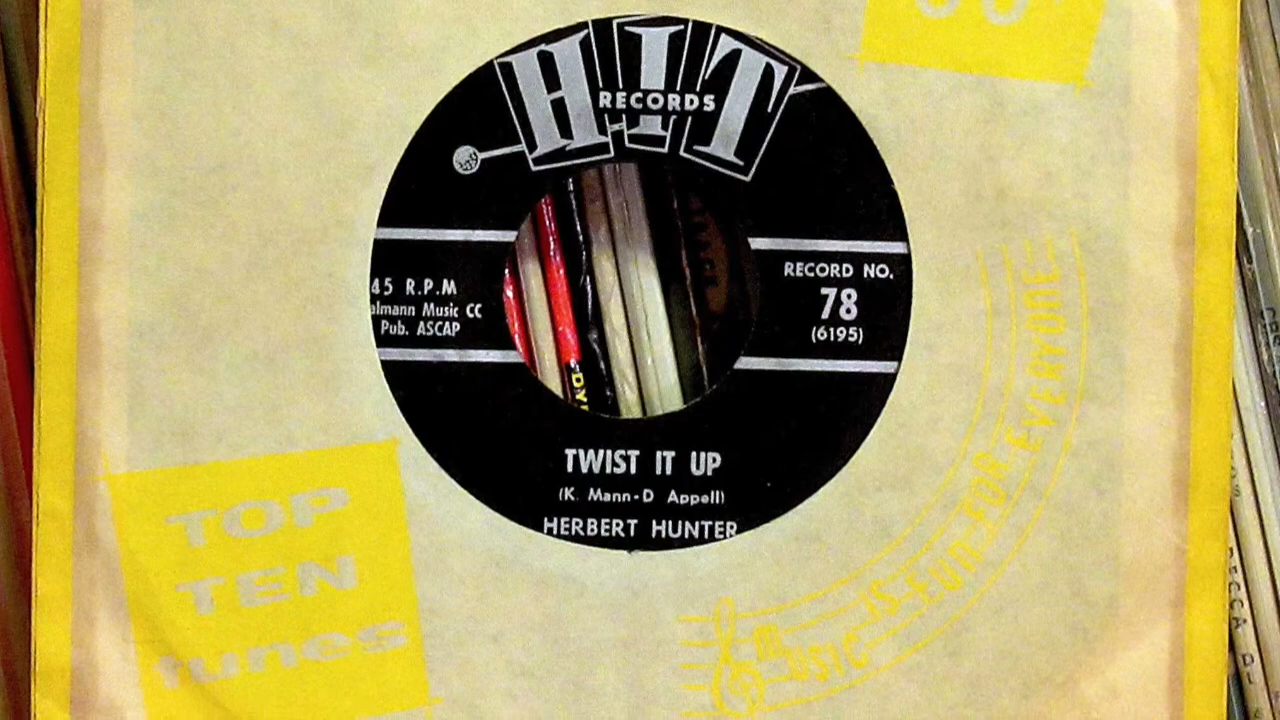 HIT
RECORDS
45 R.P.M
almann Music CC
Pub. ASCAP
RECORD NO.
78
(6195)
TWIST IT UP
(K. Mann-D Appell)
HERBERT HUNTER
TOP
TEN
tunes
MUSIC IS FUN FOR EVERYONE
DECCA